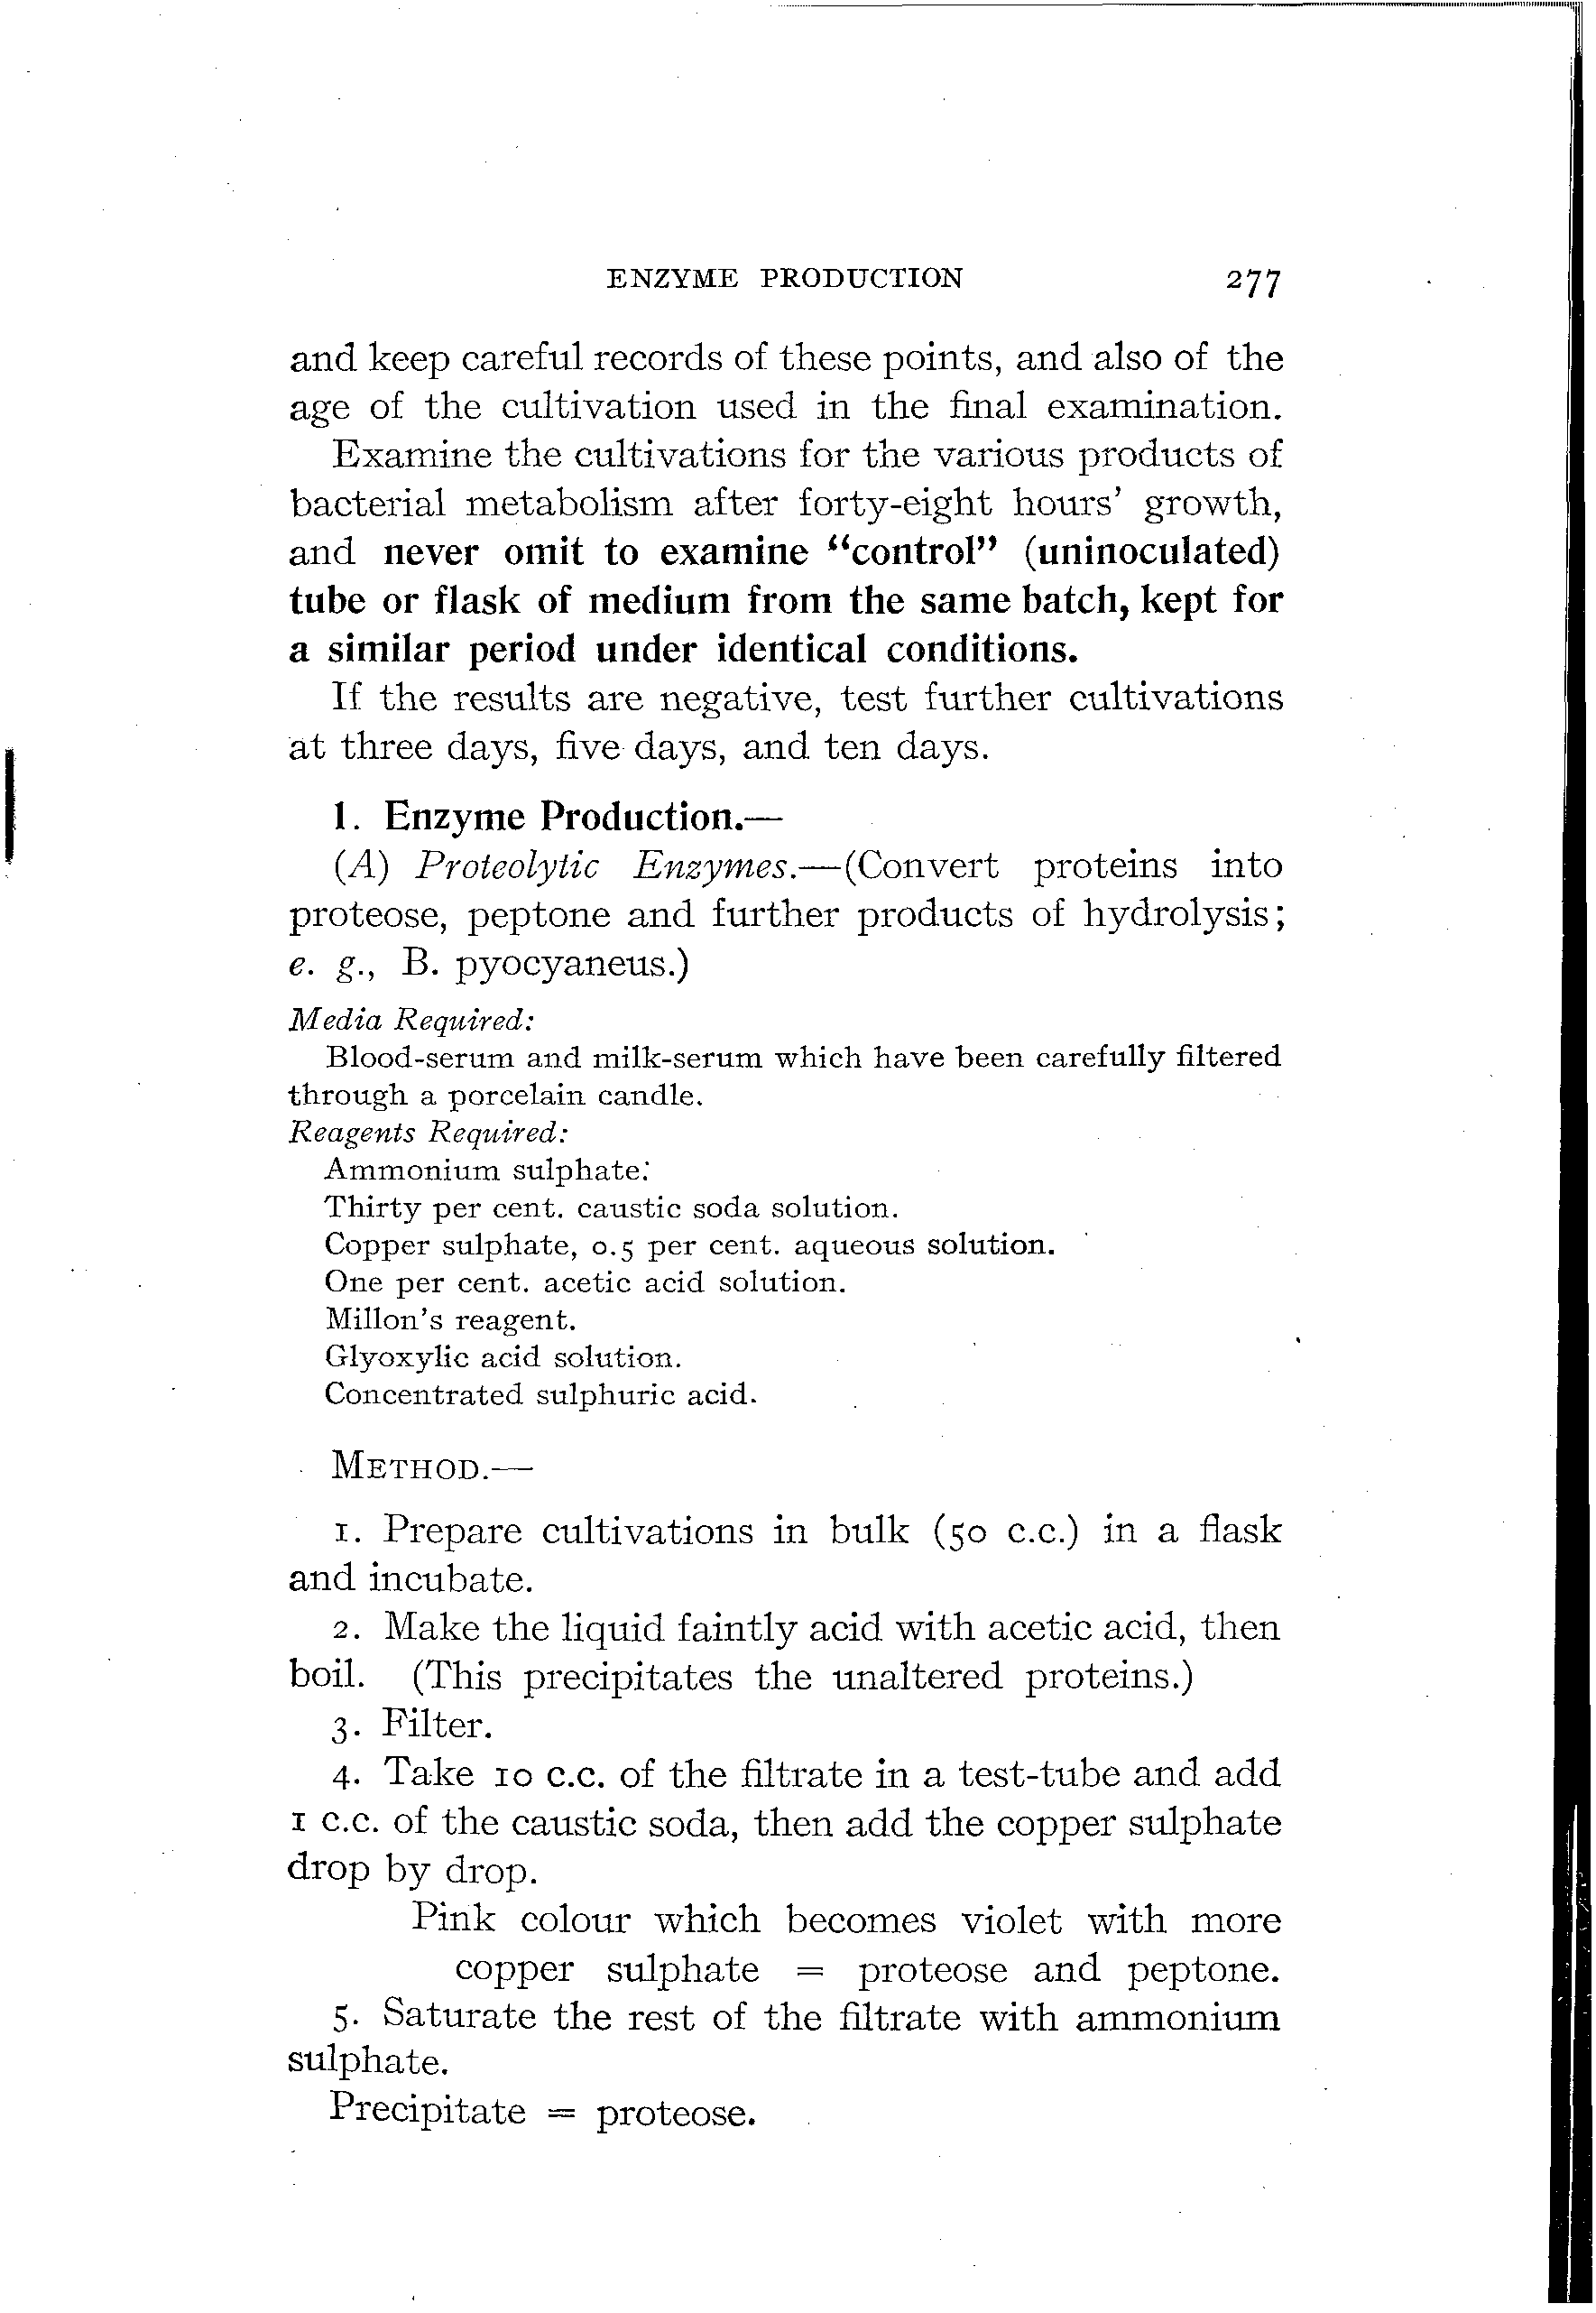 ENZYME PRODUCTION 277
and keep careful records of these points, and also of the
age of the cultivation used in the final examination.
Examine the cultivations for the various products of
bacterial metabolism after forty-eight hours' growth,
and never omit to examine “control” (uninoculated)
tube or flask of medium from the same batch, kept for
a similar period under identical conditions.
If the results are negative, test further cultivations
at three days, five days, and ten days.
1. Enzyme Production.—
(A) Proteolytic Enzymes.—(Convert proteins into
proteose, peptone and further products of hydrolysis;
e. g., B. pyocyaneus.)
Media Required:
Blood-serum and milk-serum which have been carefully filtered
through a porcelain candle.
Reagents Required:
Ammonium sulphate.
Thirty per cent. caustic soda solution.
Copper sulphate, 0.5 per cent. aqueous solution.
One per cent. acetic acid solution.
Millon's reagent.
Glyoxylic acid solution.
Concentrated sulphuric acid.
METHOD.—
1. Prepare cultivations in bulk (50 c.c.) in a flask
and incubate.
2. Make the liquid faintly acid with acetic acid, then
boil. (This precipitates the unaltered proteins.)
3. Filter.
4. Take 10 c.c. of the filtrate in a test-tube and add
1 c.c. of the caustic soda, then add the copper sulphate
drop by drop.
Pink colour which becomes violet with more
copper sulphate = proteose and peptone.
5. Saturate the rest of the filtrate with ammonium
sulphate.
Precipitate = proteose.